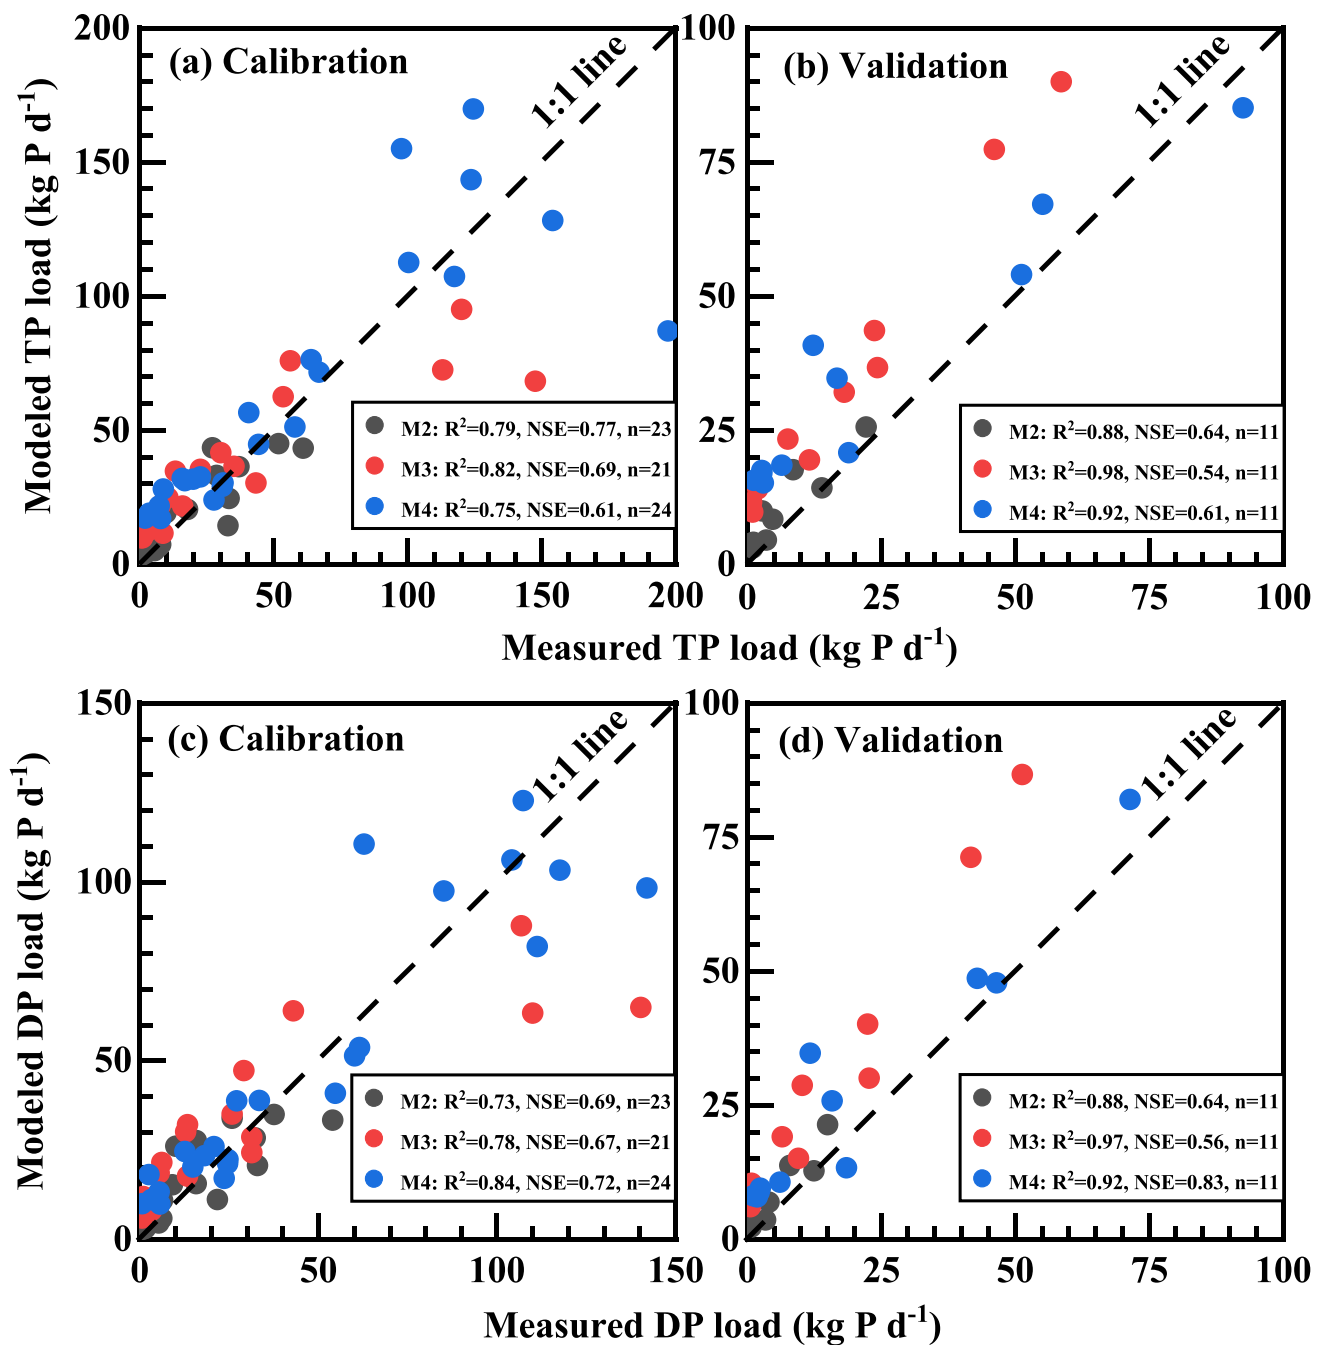 (a) Calibration
1:1 line
200
150
100
50
0
0 50 100 150 200
Modeled TP load (kg P d⁻¹)
M2: R²=0.79, NSE=0.77, n=23
M3: R²=0.82, NSE=0.69, n=21
M4: R²=0.75, NSE=0.61, n=24
(b) Validation
1:1 line
100
75
50
25
0
0 25 50 75 100
M2: R²=0.88, NSE=0.64, n=11
M3: R²=0.98, NSE=0.54, n=11
M4: R²=0.92, NSE=0.61, n=11
Measured TP load (kg P d⁻¹)
(c) Calibration
1:1 line
150
100
50
0
0 50 100 150
Modeled DP load (kg P d⁻¹)
M2: R²=0.73, NSE=0.69, n=23
M3: R²=0.78, NSE=0.67, n=21
M4: R²=0.84, NSE=0.72, n=24
(d) Validation
1:1 line
100
75
50
25
0
0 25 50 75 100
M2: R²=0.88, NSE=0.64, n=11
M3: R²=0.97, NSE=0.56, n=11
M4: R²=0.92, NSE=0.83, n=11
Measured DP load (kg P d⁻¹)